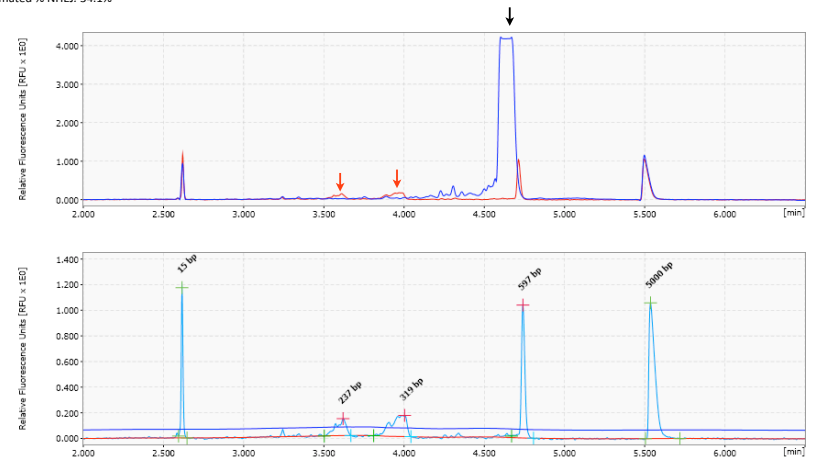 % NHEJ:
Relative Fluorescence Units [RFU x 1E0]
4.000
3.000
2.000
1.000
0.000
2.000 2.500 3.000 3.500 4.000 4.500 5.000 5.500 6.000 [min]
Relative Fluorescence Units [RFU x 1E0]
1.400
1.200
1.000
0.800
0.600
0.400
0.200
0.000
15 bp
237 bp
319 bp
597 bp
5000 bp
2.000 2.500 3.000 3.500 4.000 4.500 5.000 5.500 6.000 [min]